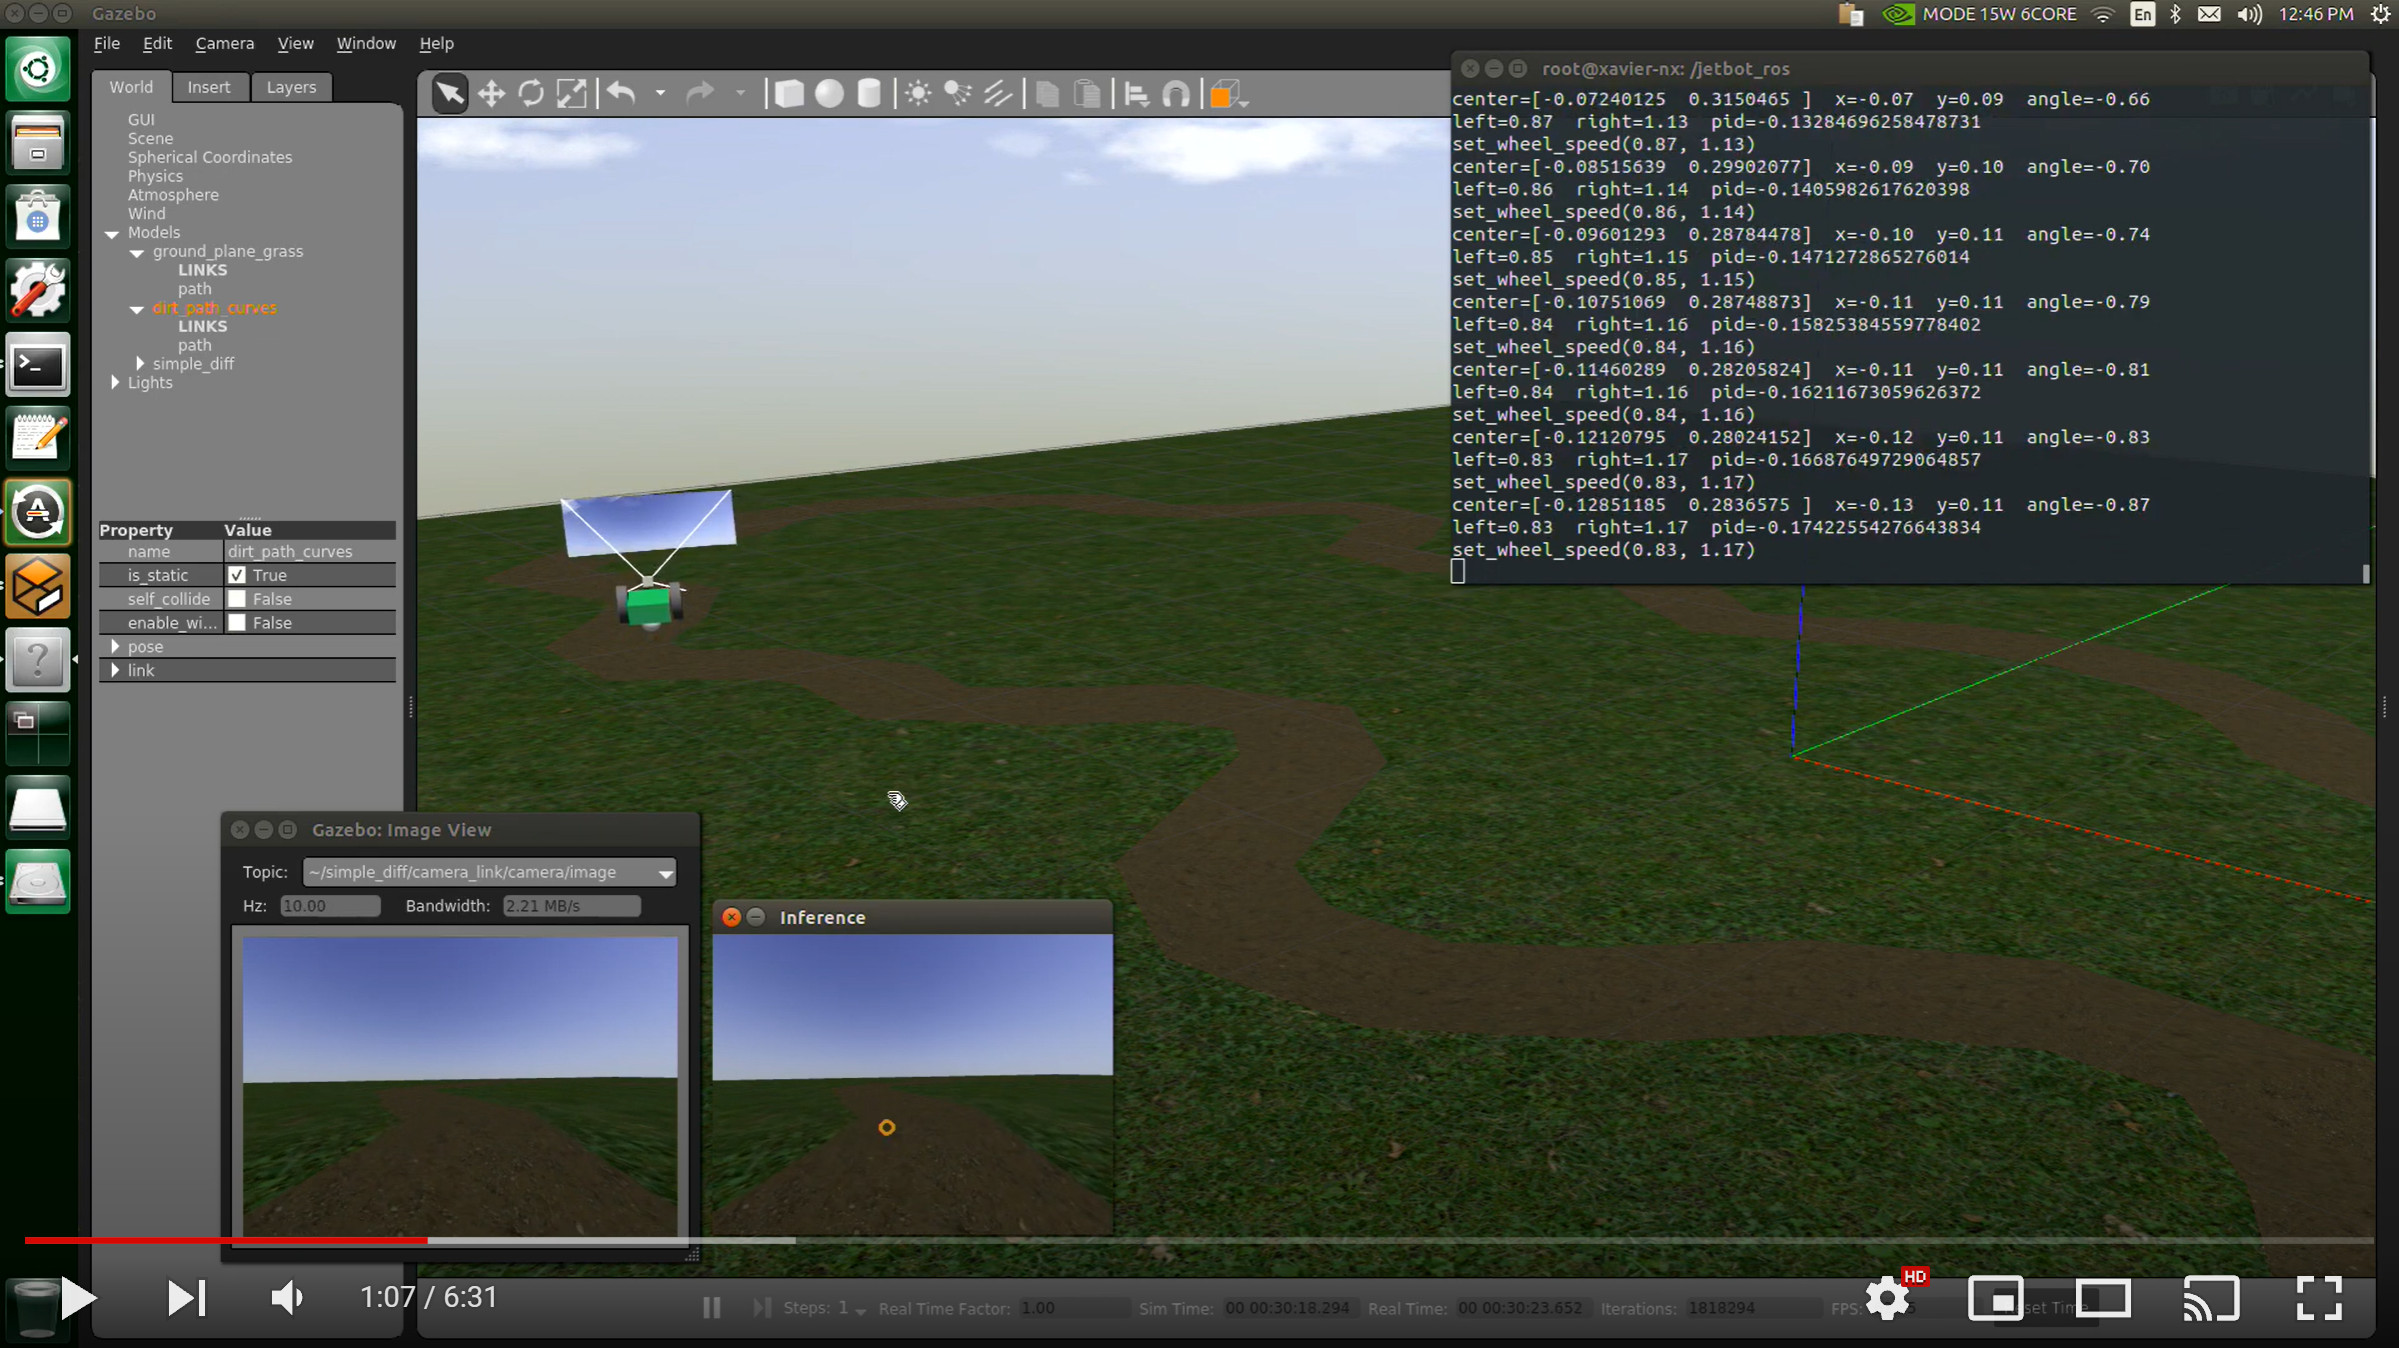 Gazebo
MODE 15W 6CORE
En
12:46 PM
File Edit Camera View Window Help
World Insert Layers
GUI
Scene
Spherical Coordinates
Physics
Atmosphere
Wind
Models
ground_plane_grass
LINKS
path
dirt_path_curves
LINKS
path
simple_diff
Lights
Property Value
name dirt_path_curves
is_static True
self_collide False
enable_wi... False
pose
link
root@xavier-nx: /jetbot_ros
center=[-0.07240125 0.3150465 ] x=-0.07 y=0.09 angle=-0.66
left=0.87 right=1.13 pid=-0.13284696258478731
set_wheel_speed(0.87, 1.13)
center=[-0.08515639 0.29902077] x=-0.09 y=0.10 angle=-0.70
left=0.86 right=1.14 pid=-0.1405982617620398
set_wheel_speed(0.86, 1.14)
center=[-0.09601293 0.28784478] x=-0.10 y=0.11 angle=-0.74
left=0.85 right=1.15 pid=-0.1471272865276014
set_wheel_speed(0.85, 1.15)
center=[-0.10751069 0.28748873] x=-0.11 y=0.11 angle=-0.79
left=0.84 right=1.16 pid=-0.15825384559778402
set_wheel_speed(0.84, 1.16)
center=[-0.11460289 0.28205824] x=-0.11 y=0.11 angle=-0.81
left=0.84 right=1.16 pid=-0.16211673059626372
set_wheel_speed(0.84, 1.16)
center=[-0.12120795 0.28024152] x=-0.12 y=0.11 angle=-0.83
left=0.83 right=1.17 pid=-0.16687649729064857
set_wheel_speed(0.83, 1.17)
center=[-0.12851185 0.2836575 ] x=-0.13 y=0.11 angle=-0.87
left=0.83 right=1.17 pid=-0.17422554276643834
set_wheel_speed(0.83, 1.17)
Gazebo: Image View
Topic: ~/simple_diff/camera_link/camera/image
Hz: 10.00 Bandwidth: 2.21 MB/s
Inference
1:07 / 6:31
HD
Steps: 1 Real Time Factor: 1.00 Sim Time: 00 00:30:18.294 Real Time: 00 00:30:23.652 Iterations: 1818294 FPS: Reset Time